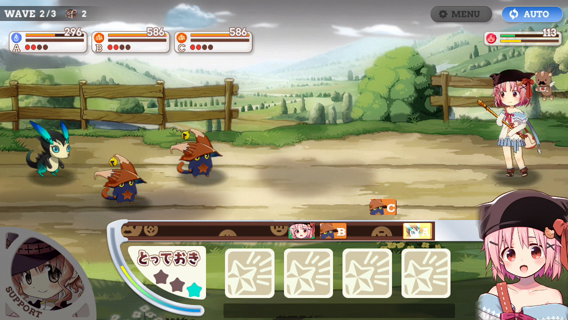 WAVE 2/3 2
MENU
AUTO
296
586
586
113
A
B
C
C
B
とっておき
SUPPORT